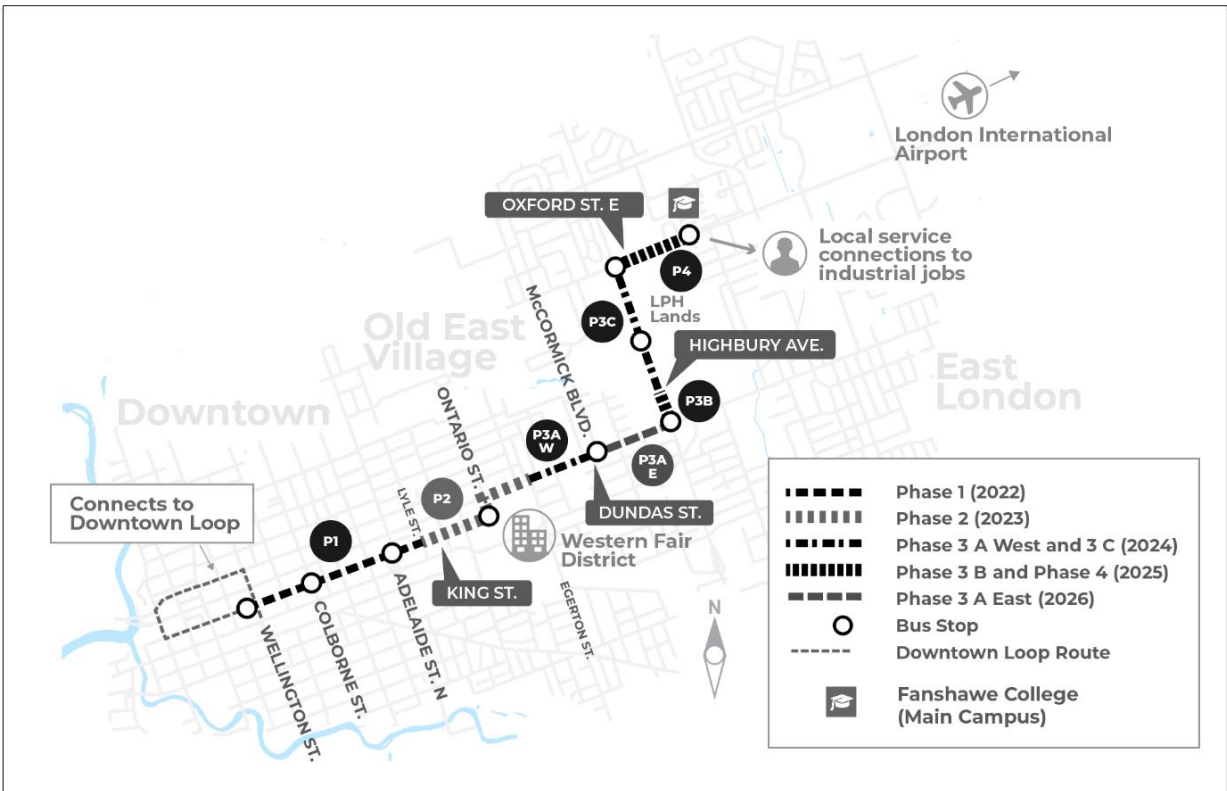 London International
Airport
OXFORD ST. E
Local service
connections to
industrial jobs
P4
LPH
Lands
P3C
McCORMICK BLVD.
HIGHBURY AVE.
Old East
Village
East
London
Downtown
ONTARIO ST.
P3B
P3A
W
P3A
E
Connects to
Downtown Loop
LYLE ST.
P2
DUNDAS ST.
P1
Western Fair
District
KING ST.
EGERTON ST.
WELLINGTON ST.
COLBORNE ST.
ADELAIDE ST. N
N
Phase 1 (2022)
Phase 2 (2023)
Phase 3 A West and 3 C (2024)
Phase 3 B and Phase 4 (2025)
Phase 3 A East (2026)
Bus Stop
Downtown Loop Route
Fanshawe College
(Main Campus)